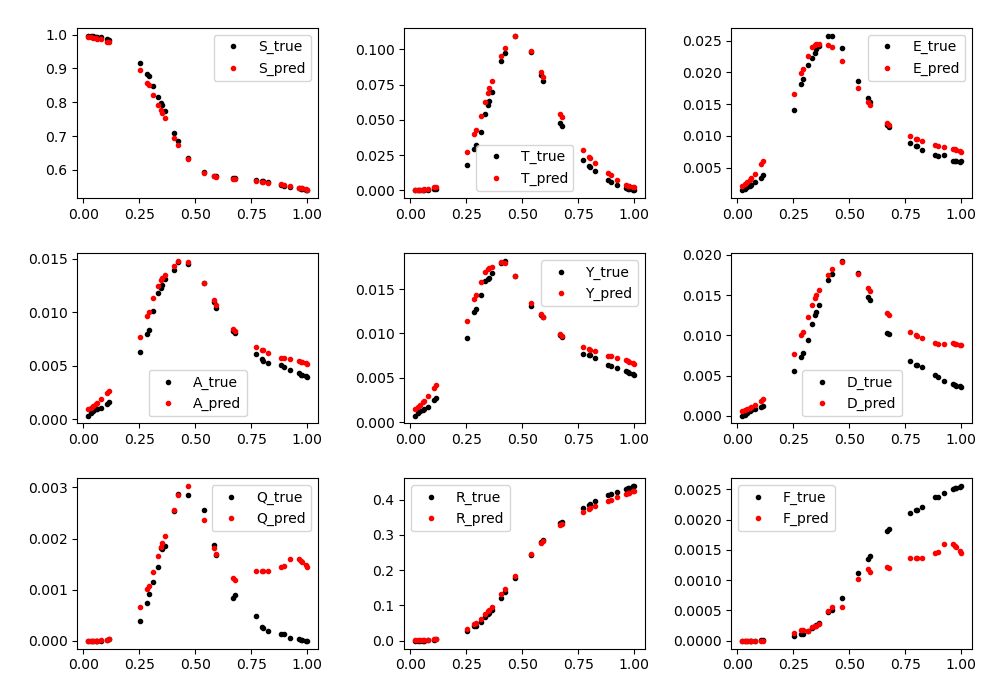 1.0
0.9
0.8
0.7
0.6
0.00 0.25 0.50 0.75 1.00
S_true
S_pred
0.100
0.075
0.050
0.025
0.000
0.00 0.25 0.50 0.75 1.00
T_true
T_pred
0.025
0.020
0.015
0.010
0.005
0.00 0.25 0.50 0.75 1.00
E_true
E_pred
0.015
0.010
0.005
0.000
0.00 0.25 0.50 0.75 1.00
A_true
A_pred
0.015
0.010
0.005
0.000
0.00 0.25 0.50 0.75 1.00
Y_true
Y_pred
0.020
0.015
0.010
0.005
0.000
0.00 0.25 0.50 0.75 1.00
D_true
D_pred
0.003
0.002
0.001
0.000
0.00 0.25 0.50 0.75 1.00
Q_true
Q_pred
0.4
0.3
0.2
0.1
0.0
0.00 0.25 0.50 0.75 1.00
R_true
R_pred
0.0025
0.0020
0.0015
0.0010
0.0005
0.0000
0.00 0.25 0.50 0.75 1.00
F_true
F_pred